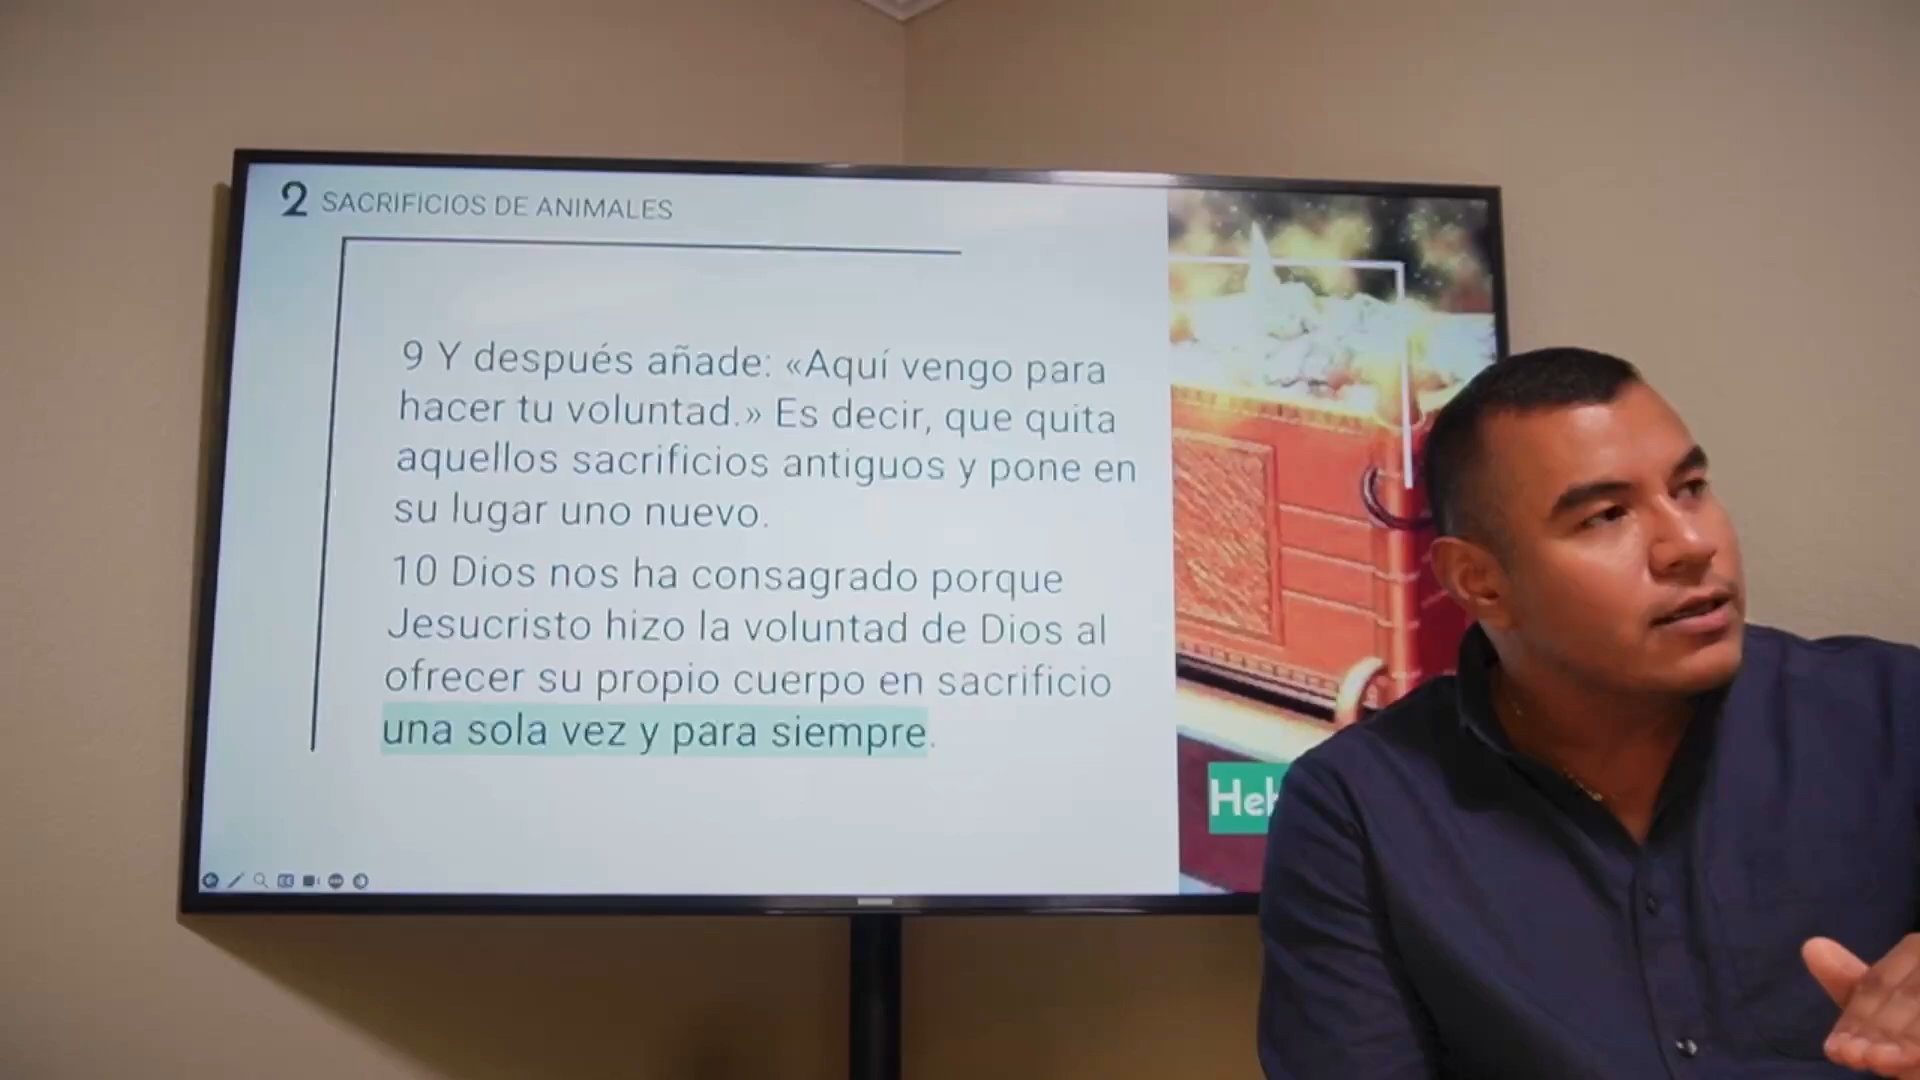 2 SACRIFICIOS DE ANIMALES
9 Y después añade: «Aquí vengo para
hacer tu voluntad.» Es decir, que quita
aquellos sacrificios antiguos y pone en
su lugar uno nuevo.
10 Dios nos ha consagrado porque
Jesucristo hizo la voluntad de Dios al
ofrecer su propio cuerpo en sacrificio
una sola vez y para siempre.